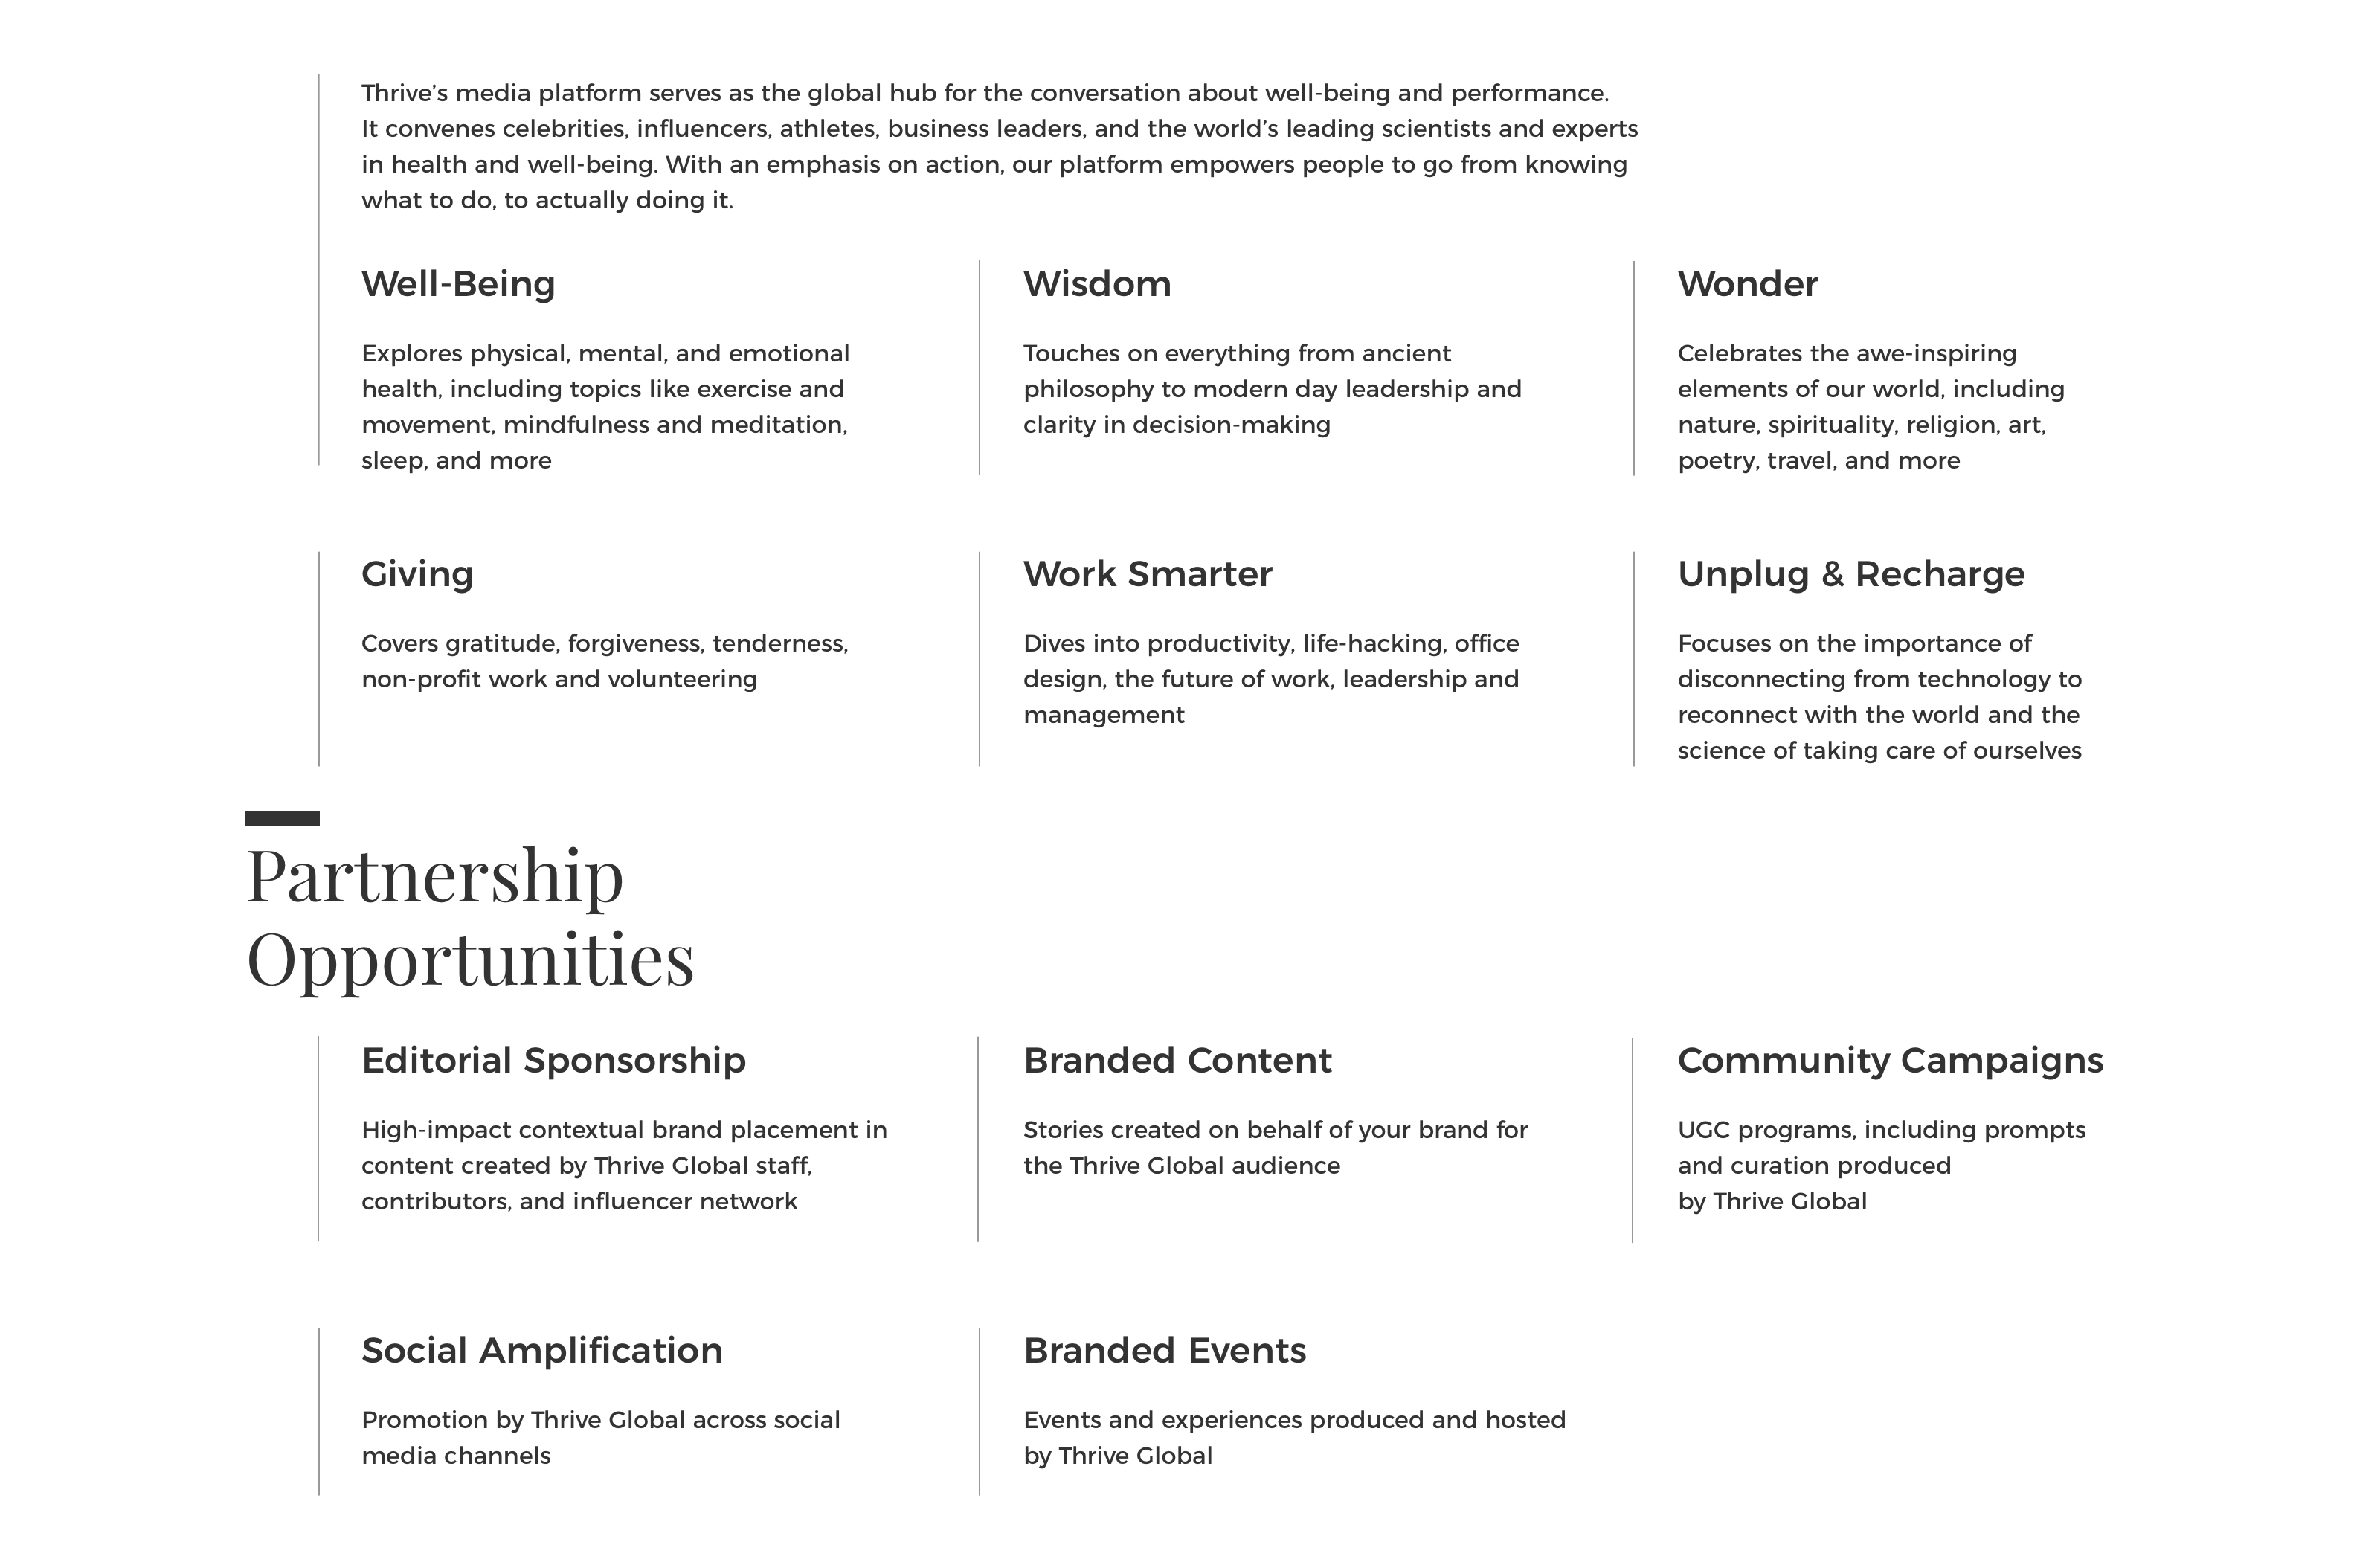 Thrive’s media platform serves as the global hub for the conversation about well-being and performance.
It convenes celebrities, influencers, athletes, business leaders, and the world’s leading scientists and experts
in health and well-being. With an emphasis on action, our platform empowers people to go from knowing
what to do, to actually doing it.
Well-Being
Explores physical, mental, and emotional
health, including topics like exercise and
movement, mindfulness and meditation,
sleep, and more
Wisdom
Touches on everything from ancient
philosophy to modern day leadership and
clarity in decision-making
Wonder
Celebrates the awe-inspiring
elements of our world, including
nature, spirituality, religion, art,
poetry, travel, and more
Giving
Covers gratitude, forgiveness, tenderness,
non-profit work and volunteering
Work Smarter
Dives into productivity, life-hacking, office
design, the future of work, leadership and
management
Unplug & Recharge
Focuses on the importance of
disconnecting from technology to
reconnect with the world and the
science of taking care of ourselves
Partnership
Opportunities
Editorial Sponsorship
High-impact contextual brand placement in
content created by Thrive Global staff,
contributors, and influencer network
Branded Content
Stories created on behalf of your brand for
the Thrive Global audience
Community Campaigns
UGC programs, including prompts
and curation produced
by Thrive Global
Social Amplification
Promotion by Thrive Global across social
media channels
Branded Events
Events and experiences produced and hosted
by Thrive Global